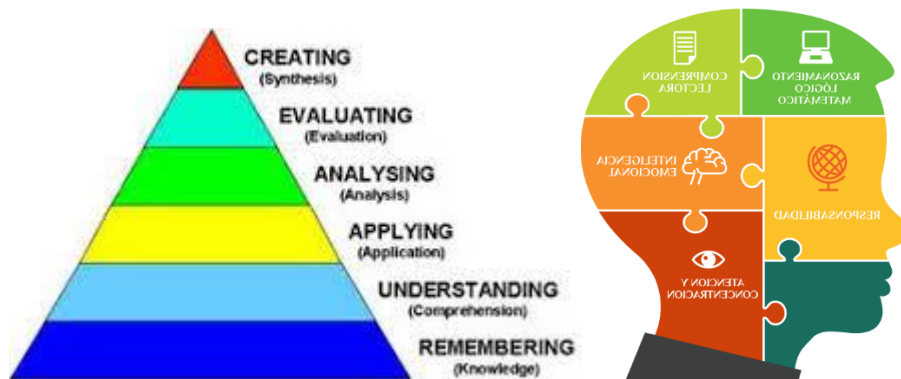 CREATING
(Synthesis)
EVALUATING
(Evaluation)
ANALYSING
(Analysis)
APPLYING
(Application)
UNDERSTANDING
(Comprehension)
REMEMBERING
(Knowledge)
COMPRENSION
LECTORA
RAZONAMIENTO
LÓGICO
MATEMÁTICO
INTELIGENCIA
EMOCIONAL
RESPONSABILIDAD
ATENCION Y
CONCENTRACION